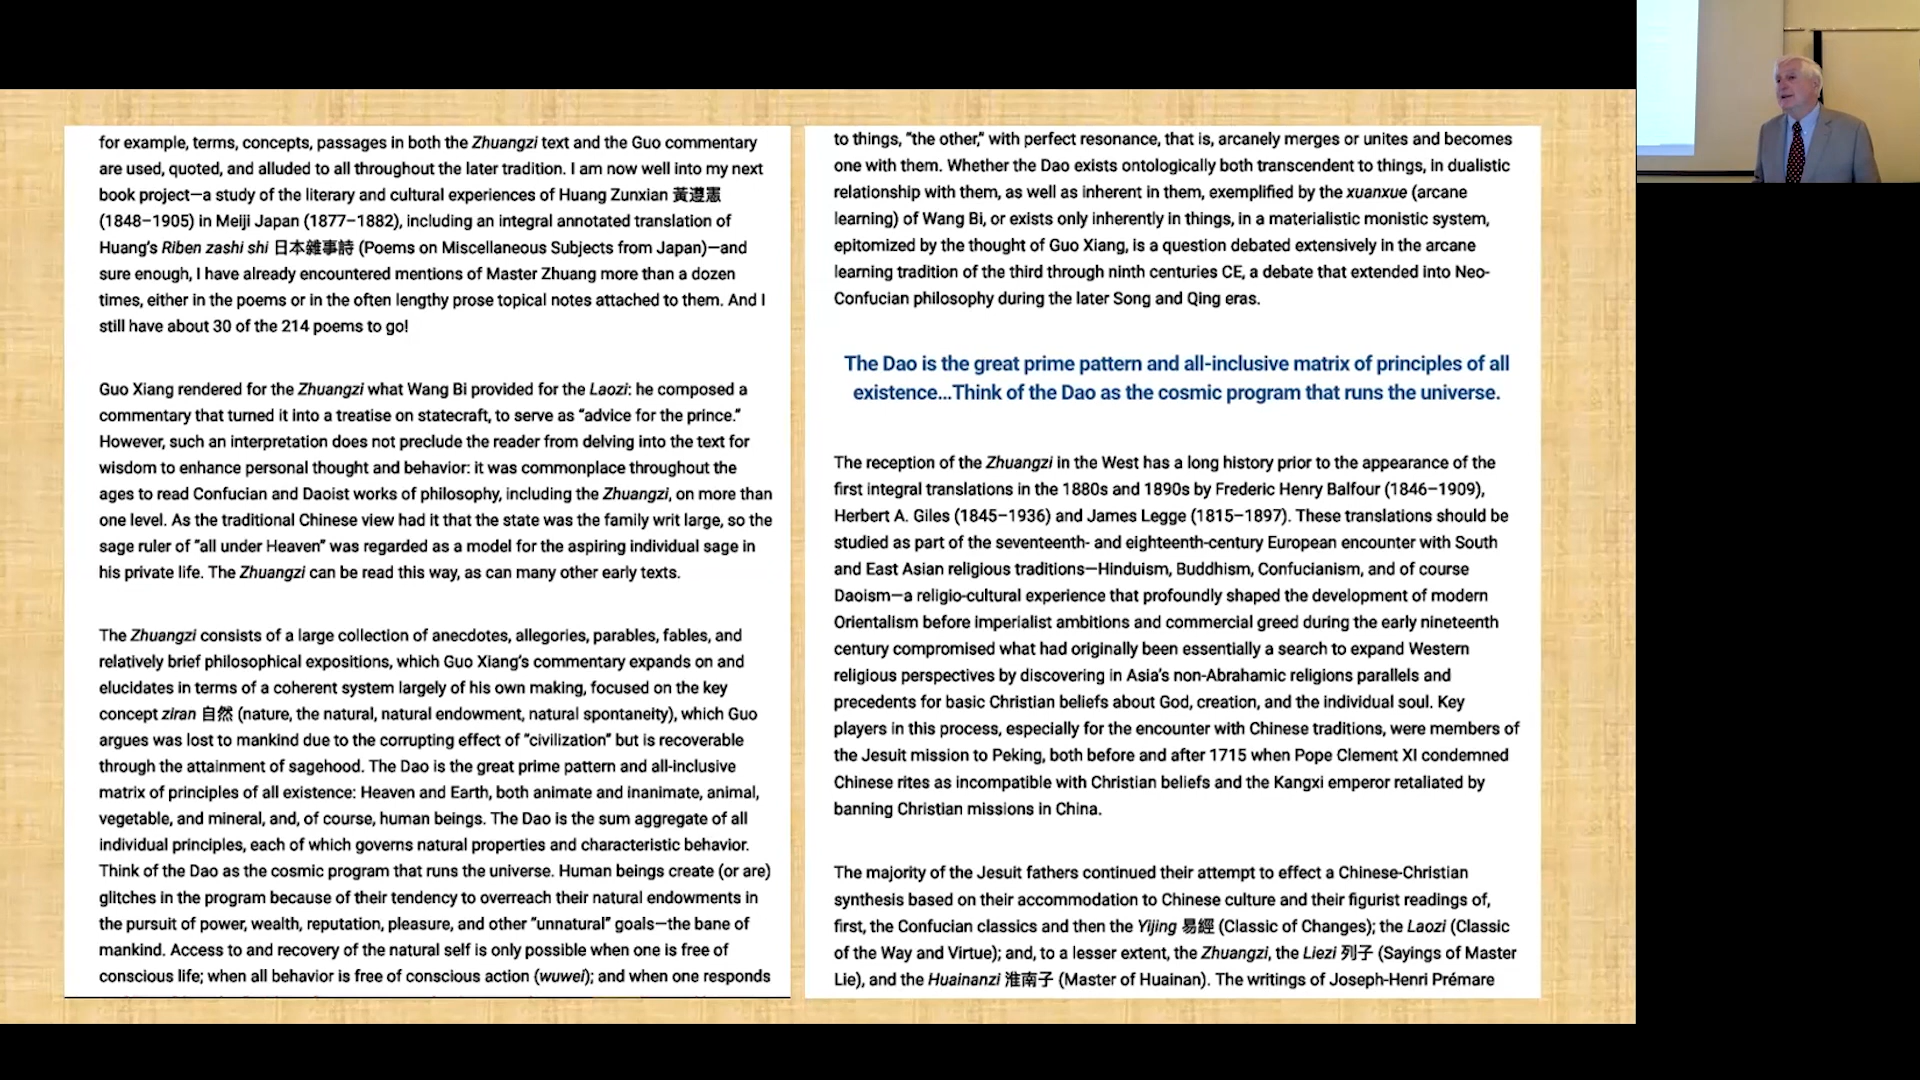 for example, terms, concepts, passages in both the Zhuangzi text and the Guo commentary
are used, quoted, and alluded to all throughout the later tradition. I am now well into my next
book project—a study of the literary and cultural experiences of Huang Zunxian 黃遵憲
(1848–1905) in Meiji Japan (1877–1882), including an integral annotated translation of
Huang's Riben zashi shi 日本雜事詩 (Poems on Miscellaneous Subjects from Japan)—and
sure enough, I have already encountered mentions of Master Zhuang more than a dozen
times, either in the poems or in the often lengthy prose topical notes attached to them. And I
still have about 30 of the 214 poems to go!
Guo Xiang rendered for the Zhuangzi what Wang Bi provided for the Laozi: he composed a
commentary that turned it into a treatise on statecraft, to serve as “advice for the prince.”
However, such an interpretation does not preclude the reader from delving into the text for
wisdom to enhance personal thought and behavior: it was commonplace throughout the
ages to read Confucian and Daoist works of philosophy, including the Zhuangzi, on more than
one level. As the traditional Chinese view had it that the state was the family writ large, so the
sage ruler of “all under Heaven” was regarded as a model for the aspiring individual sage in
his private life. The Zhuangzi can be read this way, as can many other early texts.
The Zhuangzi consists of a large collection of anecdotes, allegories, parables, fables, and
relatively brief philosophical expositions, which Guo Xiang's commentary expands on and
elucidates in terms of a coherent system largely of his own making, focused on the key
concept ziran 自然 (nature, the natural, natural endowment, natural spontaneity), which Guo
argues was lost to mankind due to the corrupting effect of “civilization” but is recoverable
through the attainment of sagehood. The Dao is the great prime pattern and all-inclusive
matrix of principles of all existence: Heaven and Earth, both animate and inanimate, animal,
vegetable, and mineral, and, of course, human beings. The Dao is the sum aggregate of all
individual principles, each of which governs natural properties and characteristic behavior.
Think of the Dao as the cosmic program that runs the universe. Human beings create (or are)
glitches in the program because of their tendency to overreach their natural endowments in
the pursuit of power, wealth, reputation, pleasure, and other “unnatural” goals—the bane of
mankind. Access to and recovery of the natural self is only possible when one is free of
conscious life; when all behavior is free of conscious action (wuwei); and when one responds
to things, “the other,” with perfect resonance, that is, arcanely merges or unites and becomes
one with them. Whether the Dao exists ontologically both transcendent to things, in dualistic
relationship with them, as well as inherent in them, exemplified by the xuanxue (arcane
learning) of Wang Bi, or exists only inherently in things, in a materialistic monistic system,
epitomized by the thought of Guo Xiang, is a question debated extensively in the arcane
learning tradition of the third through ninth centuries CE, a debate that extended into Neo-
Confucian philosophy during the later Song and Qing eras.
The Dao is the great prime pattern and all-inclusive matrix of principles of all
existence...Think of the Dao as the cosmic program that runs the universe.
The reception of the Zhuangzi in the West has a long history prior to the appearance of the
first integral translations in the 1880s and 1890s by Frederic Henry Balfour (1846–1909),
Herbert A. Giles (1845–1936) and James Legge (1815–1897). These translations should be
studied as part of the seventeenth- and eighteenth-century European encounter with South
and East Asian religious traditions—Hinduism, Buddhism, Confucianism, and of course
Daoism—a religio-cultural experience that profoundly shaped the development of modern
Orientalism before imperialist ambitions and commercial greed during the early nineteenth
century compromised what had originally been essentially a search to expand Western
religious perspectives by discovering in Asia's non-Abrahamic religions parallels and
precedents for basic Christian beliefs about God, creation, and the individual soul. Key
players in this process, especially for the encounter with Chinese traditions, were members of
the Jesuit mission to Peking, both before and after 1715 when Pope Clement XI condemned
Chinese rites as incompatible with Christian beliefs and the Kangxi emperor retaliated by
banning Christian missions in China.
The majority of the Jesuit fathers continued their attempt to effect a Chinese-Christian
synthesis based on their accommodation to Chinese culture and their figurist readings of,
first, the Confucian classics and then the Yijing 易經 (Classic of Changes); the Laozi (Classic
of the Way and Virtue); and, to a lesser extent, the Zhuangzi, the Liezi 列子 (Sayings of Master
Lie), and the Huainanzi 淮南子 (Master of Huainan). The writings of Joseph-Henri Prémare